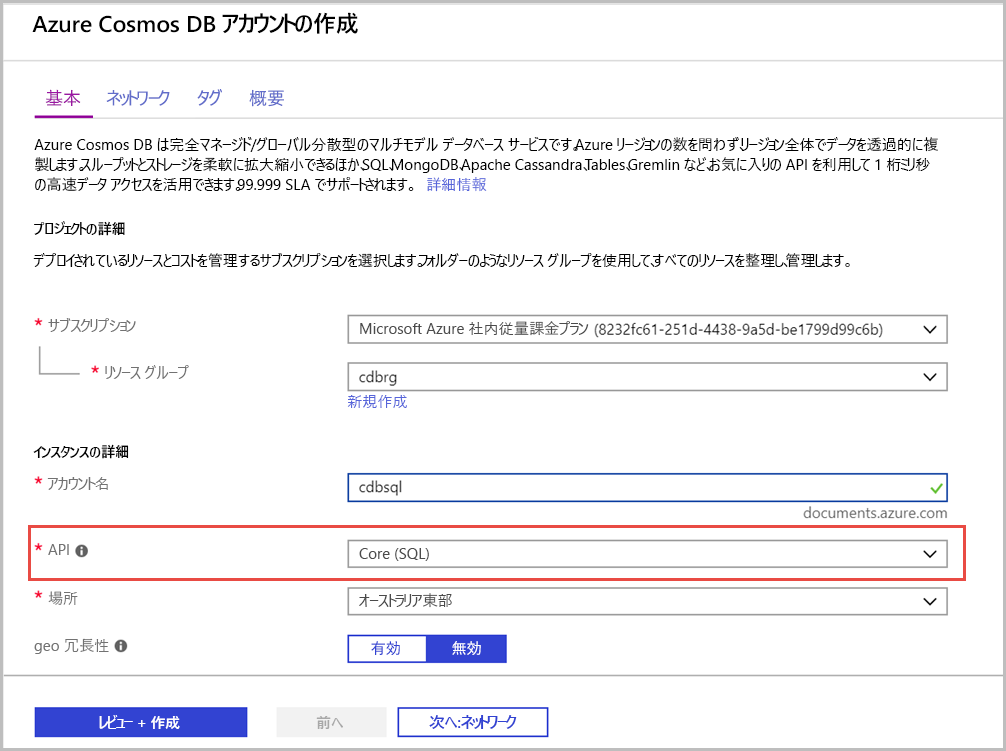 Azure Cosmos DB アカウントの作成
基本 ネットワーク タグ 概要
Azure Cosmos DB は完全マネージド/グローバル分散型のマルチモデル データベース サービスです。Azure リージョンの数を問わずリージョン全体でデータを透過的に複
製します。スループットとストレージを柔軟に拡大縮小できるほか、SQL、MongoDB、Apache Cassandra、Tables、Gremlin など、お気に入りの API を利用して 1 桁ミリ秒
の高速データ アクセスを活用できます。99.999 SLA でサポートされます。 詳細情報
プロジェクトの詳細
デプロイされているリソースとコストを管理するサブスクリプションを選択します。フォルダーのようなリソース グループを使用して、すべてのリソースを整理し、管理します。
* サブスクリプション
Microsoft Azure 社内従量課金プラン (8232fc61-251d-4438-9a5d-be1799d99c6b)
* リソース グループ
cdbrg
新規作成
インスタンスの詳細
* アカウント名
cdbsql
documents.azure.com
* API
Core (SQL)
* 場所
オーストラリア東部
geo 冗長性
有効 無効
レビュー + 作成 前へ 次へ:ネットワーク